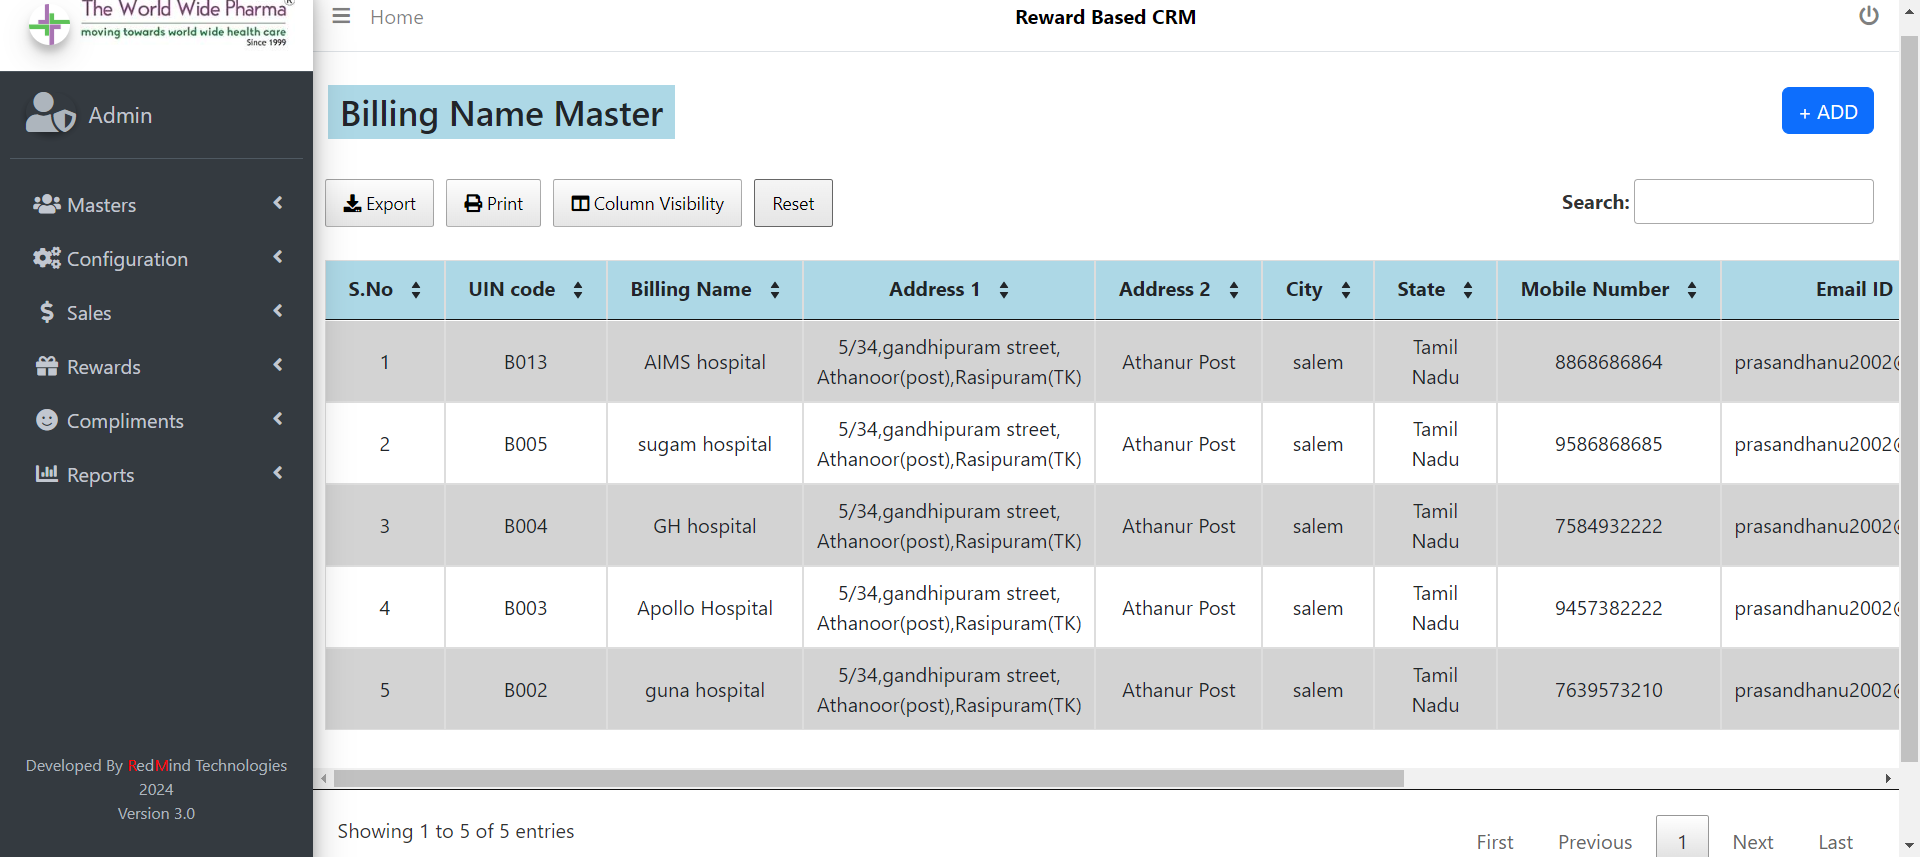 The World Wide Pharma®
moving towards world wide health care
Since 1999
Home
Reward Based CRM
Admin
Masters
Configuration
Sales
Rewards
Compliments
Reports
Developed By RedMind Technologies
2024
Version 3.0
Billing Name Master
+ ADD
Export Print Column Visibility Reset
Search:
S.No UIN code Billing Name Address 1 Address 2 City State Mobile Number Email ID
1 B013 AIMS hospital 5/34,gandhipuram street, Athanoor(post),Rasipuram(TK) Athanur Post salem Tamil Nadu 8868686864 prasandhanu2002@
2 B005 sugam hospital 5/34,gandhipuram street, Athanoor(post),Rasipuram(TK) Athanur Post salem Tamil Nadu 9586868685 prasandhanu2002@
3 B004 GH hospital 5/34,gandhipuram street, Athanoor(post),Rasipuram(TK) Athanur Post salem Tamil Nadu 7584932222 prasandhanu2002@
4 B003 Apollo Hospital 5/34,gandhipuram street, Athanoor(post),Rasipuram(TK) Athanur Post salem Tamil Nadu 9457382222 prasandhanu2002@
5 B002 guna hospital 5/34,gandhipuram street, Athanoor(post),Rasipuram(TK) Athanur Post salem Tamil Nadu 7639573210 prasandhanu2002@
Showing 1 to 5 of 5 entries
First Previous 1 Next Last